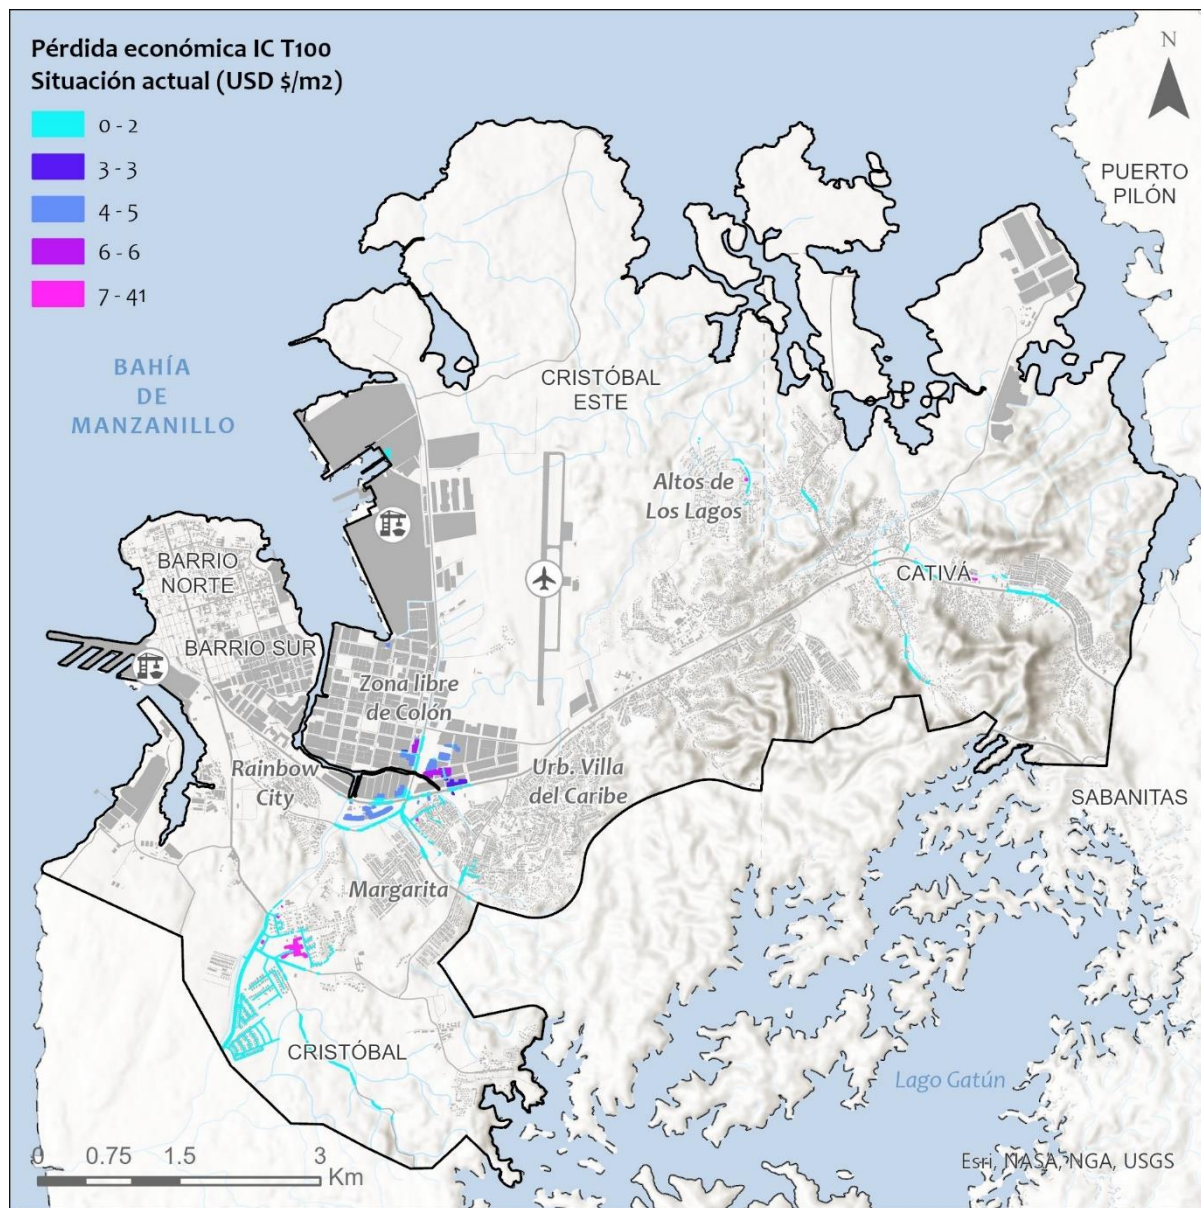 Pérdida económica IC T100
Situación actual (USD $/m2)
0 - 2
3 - 3
4 - 5
6 - 6
7 - 41
N
PUERTO
PILÓN
BAHÍA
DE
MANZANILLO
CRISTÓBAL
ESTE
Altos de
Los Lagos
BARRIO
NORTE
CATIVÁ
BARRIO SUR
Zona libre
de Colón
Rainbow
City
Urb. Villa
del Caribe
SABANITAS
Margarita
CRISTÓBAL
Lago Gatún
0 0.75 1.5 3
Km
Esri, NASA, NGA, USGS